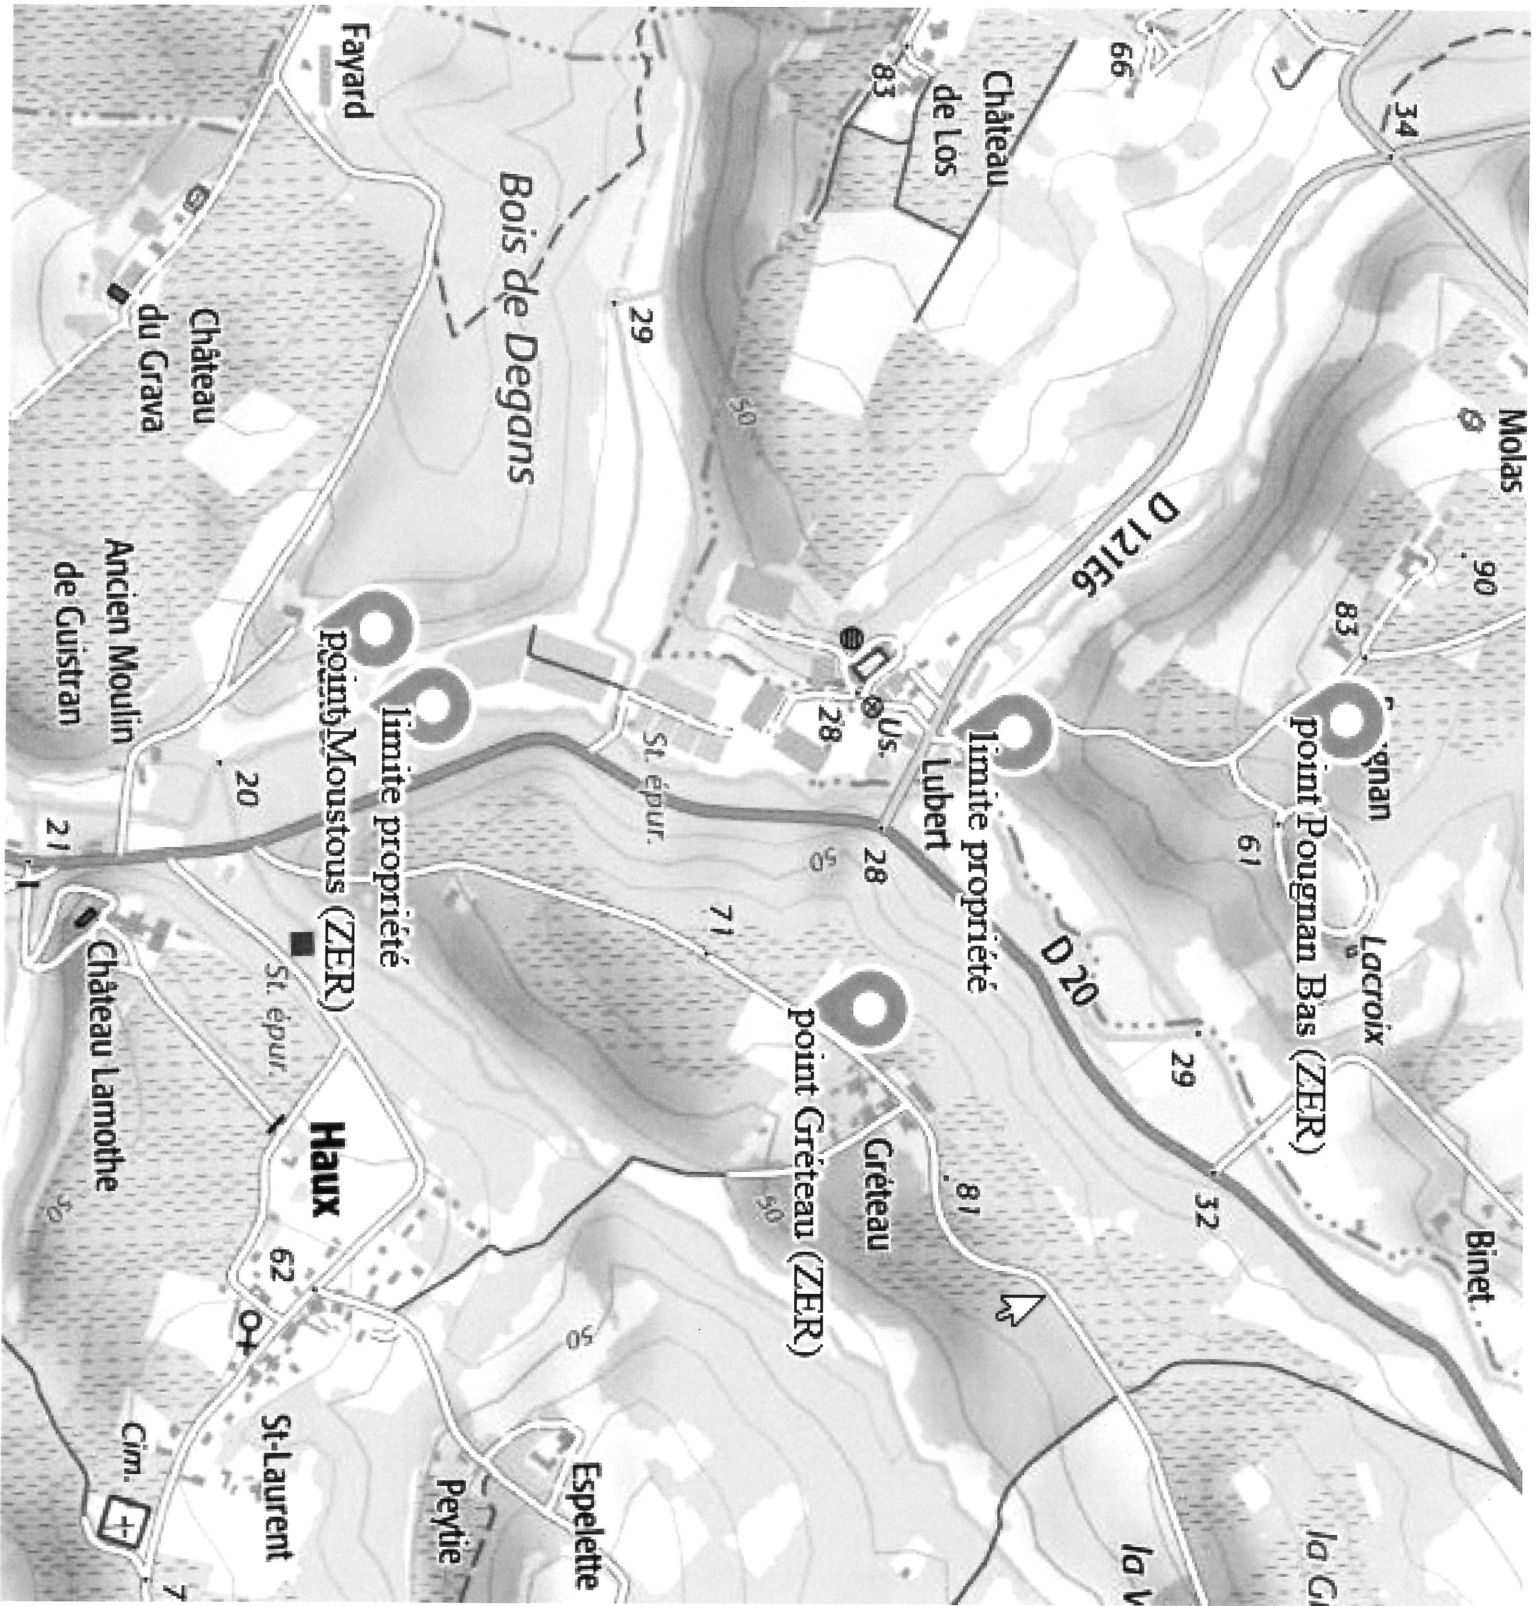 Binet
la V
32
Lacroix
29
81
Espelette
Molas
90
83
point Pougnan Bas (ZER)
61
D 20
Gréteau
50
point Gréteau (ZER)
Peytie
34
D 121E6
limite propriété
Lubert
28
50
71
50
St-Laurent
66
Château
de Los
83
Us.
28
St. épur.
Haux
62
Cim.
50
29
limite propriété
point Moustous (ZER)
St. épur.
7
Bois de Degans
20
Château Lamothe
50
Fayard
Château
du Grava
Ancien Moulin
de Guistran
21